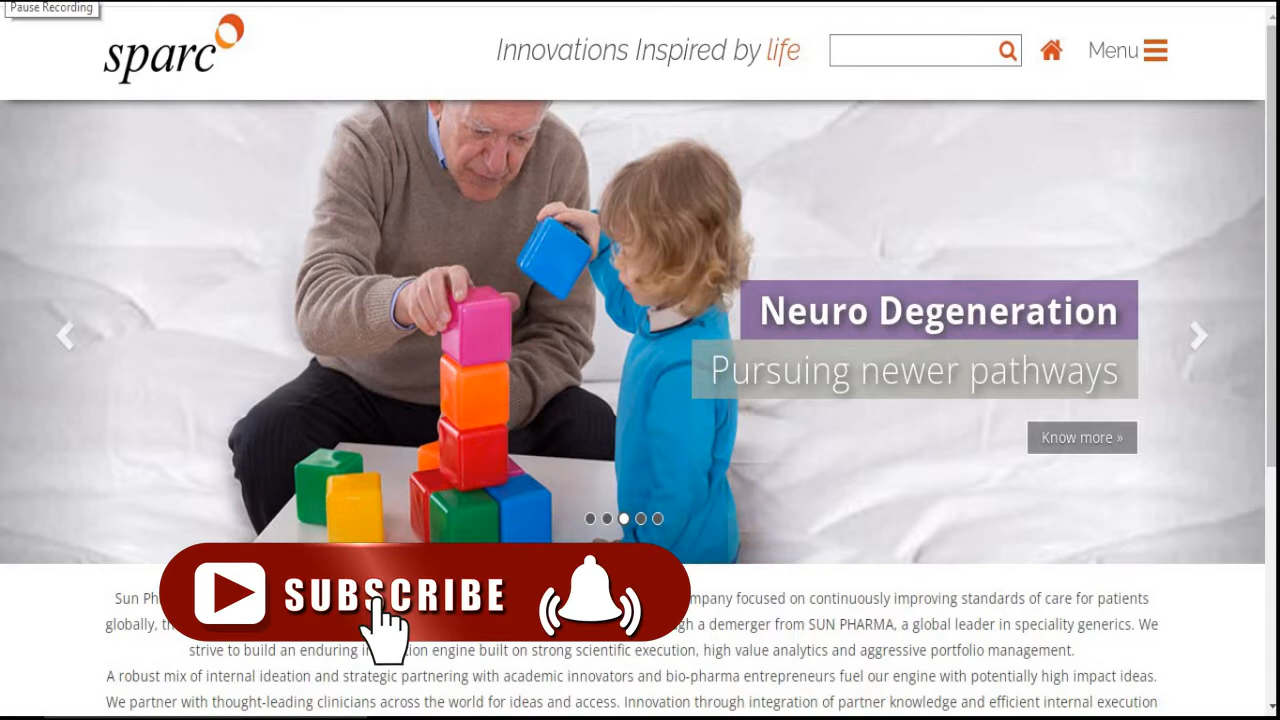 Pause Recording
sparc
Innovations Inspired by life
Menu
Neuro Degeneration
Pursuing newer pathways
Know more »
SUBSCRIBE
Sun Ph
mpany focused on continuously improving standards of care for patients
globally, th
gh a demerger from SUN PHARMA, a global leader in speciality generics. We
strive to build an enduring in
ion engine built on strong scientific execution, high value analytics and aggressive portfolio management.
A robust mix of internal ideation and strategic partnering with academic innovators and bio-pharma entrepreneurs fuel our engine with potentially high impact ideas.
We partner with thought-leading clinicians across the world for ideas and access. Innovation through integration of partner knowledge and efficient internal execution